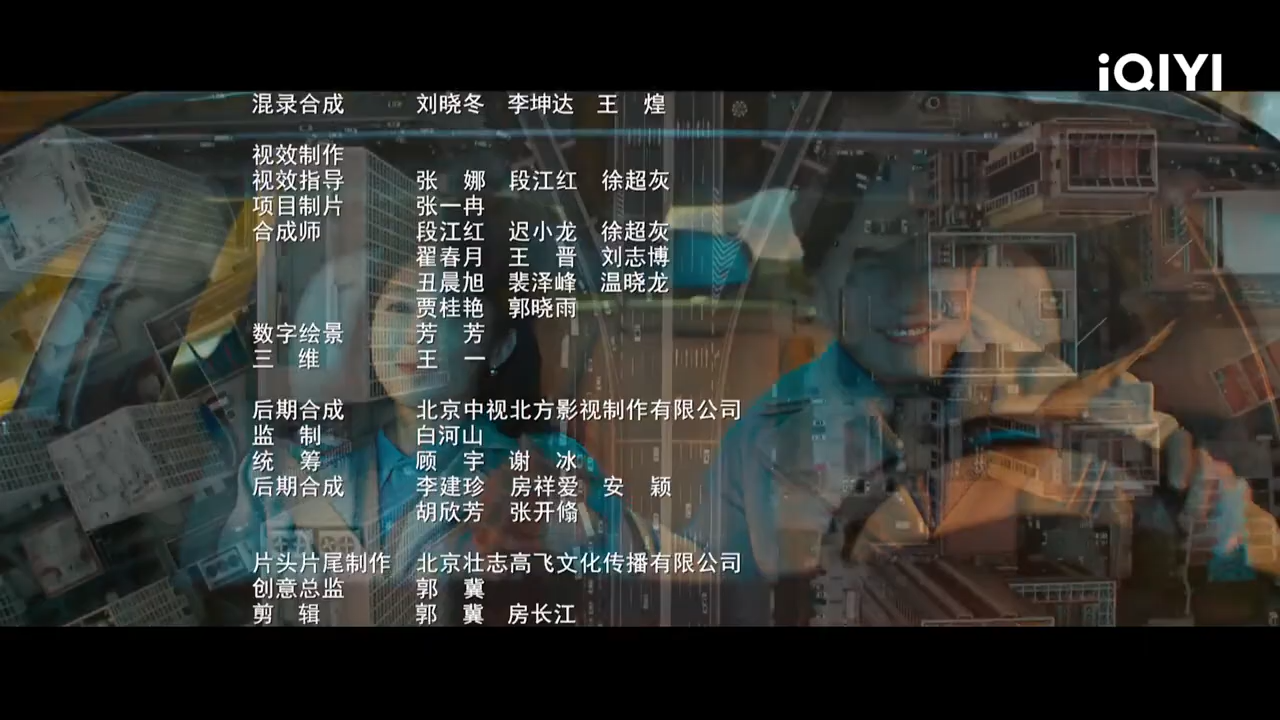 iQIYI
混录合成 刘晓冬 李坤达 王 煌
视效制作
视效指导 张 娜 段江红 徐超灰
项目制片 张一冉
合成师 段江红 迟小龙 徐超灰
翟春月 王 晋 刘志博
丑晨旭 裴泽峰 温晓龙
贾桂艳 郭晓雨
数字绘景 芳 芳
三 维 王 一
后期合成 北京中视北方影视制作有限公司
监 制 白河山
统 筹 顾 宇 谢 冰
后期合成 李建珍 房祥爱 安 颖
胡欣芳 张开翛
片头片尾制作 北京壮志高飞文化传播有限公司
创意总监 郭 冀
剪 辑 郭 冀 房长江